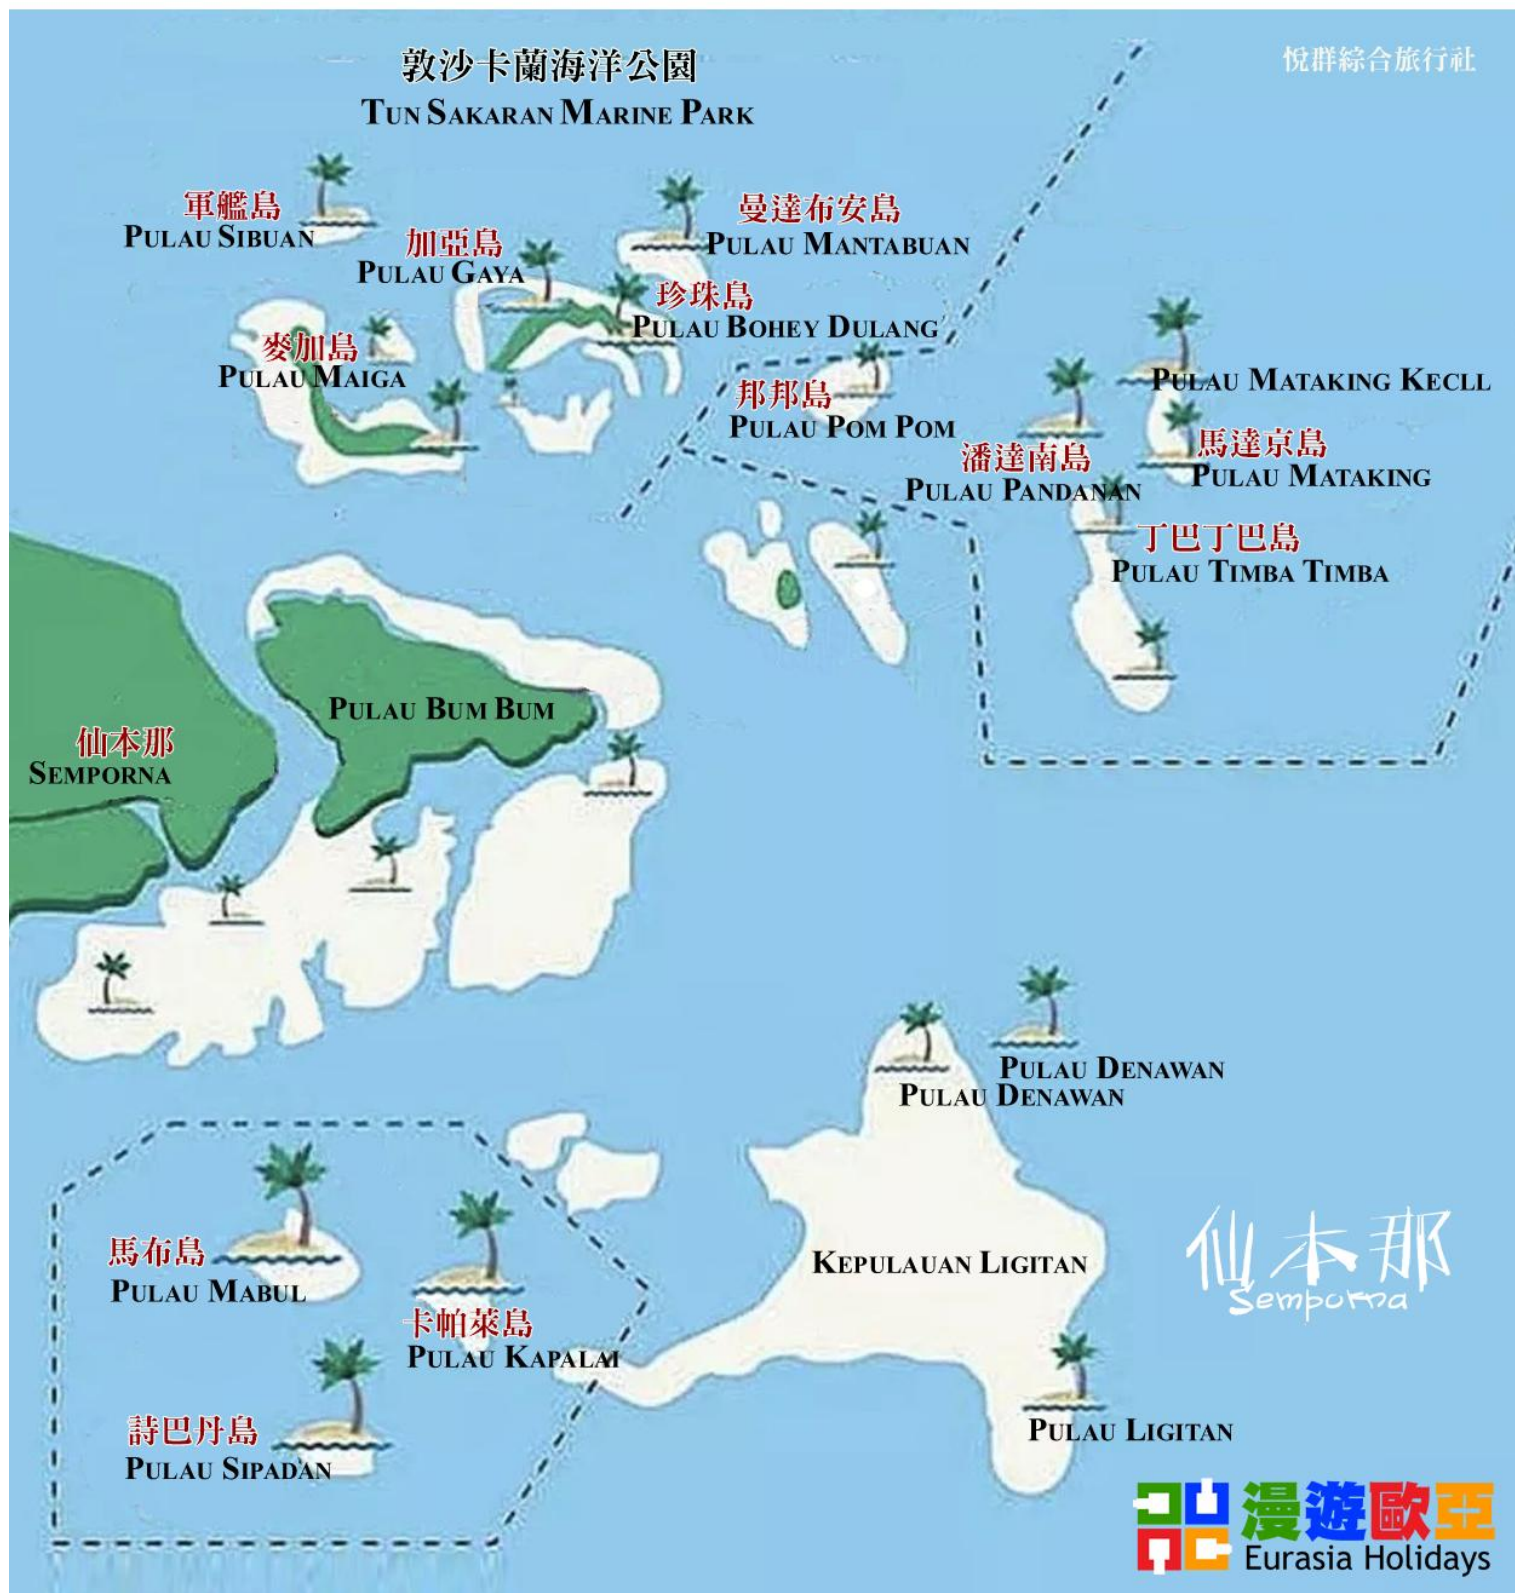 敦沙卡蘭海洋公園
TUN SAKARAN MARINE PARK
悅群綜合旅行社
軍艦島
PULAU SIBUAN
加亞島
PULAU GAYA
曼達布安島
PULAU MANTABUAN
珍珠島
PULAU BOHEY DULANG
麥加島
PULAU MAIGA
邦邦島
PULAU POM POM
PULAU MATAKING KECLL
潘達南島
PULAU PANDANAN
馬達京島
PULAU MATAKING
丁巴丁巴島
PULAU TIMBA TIMBA
PULAU BUM BUM
仙本那
SEMPORNA
PULAU DENAWAN
PULAU DENAWAN
馬布島
PULAU MABUL
卡帕萊島
PULAU KAPALAI
KEPULAUAN LIGITAN
仙本那
Semporna
詩巴丹島
PULAU SIPADAN
PULAU LIGITAN
漫遊歐亞
Eurasia Holidays